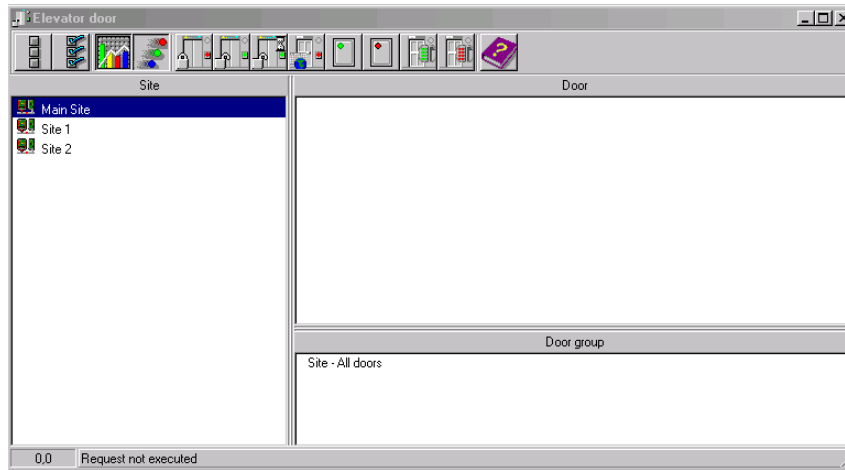 Elevator door
Site
Door
Main Site
Site 1
Site 2
Door group
Site - All doors
0,0 Request not executed